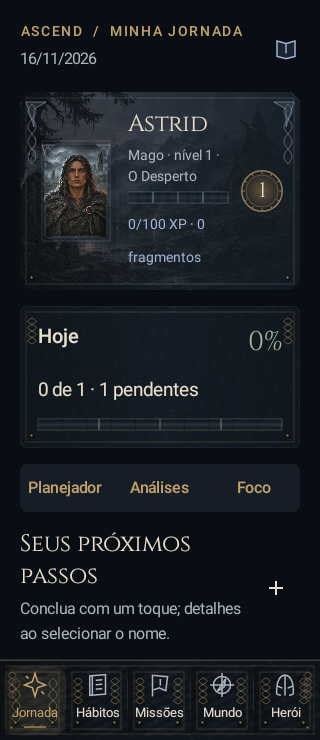 ASCEND / MINHA JORNADA
16/11/2026
Astrid
Mago · nível 1 ·
O Desperto
1
0/100 XP · 0
fragmentos
Hoje
0%
0 de 1 · 1 pendentes
Planejador Análises Foco
Seus próximos
passos
+
Conclua com um toque; detalhes
ao selecionar o nome.
Jornada Hábitos Missões Mundo Herói